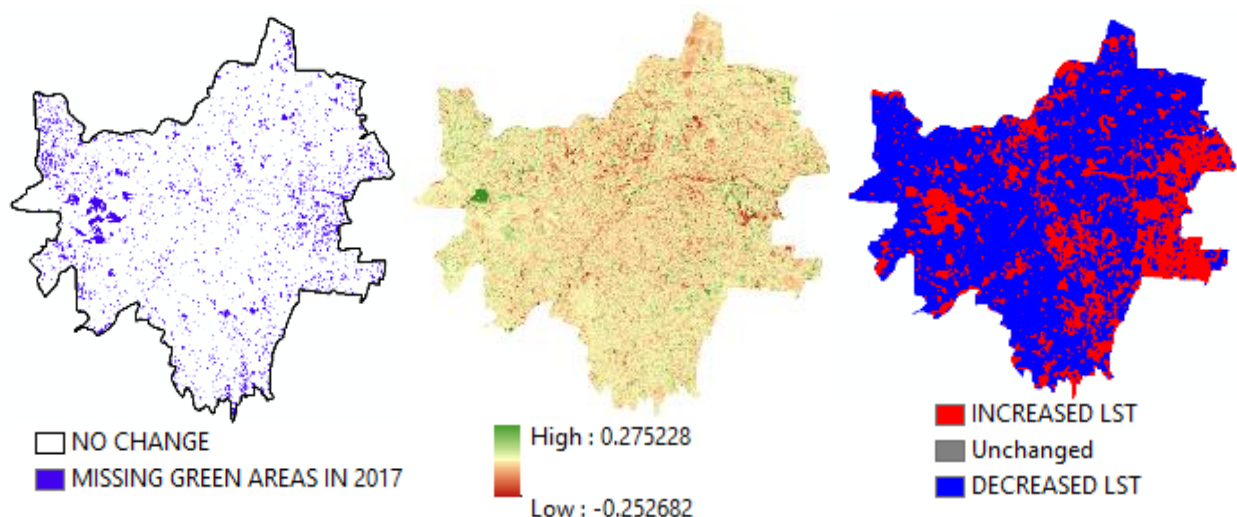 NO CHANGE
MISSING GREEN AREAS IN 2017
High : 0.275228
Low : -0.252682
INCREASED LST
Unchanged
DECREASED LST